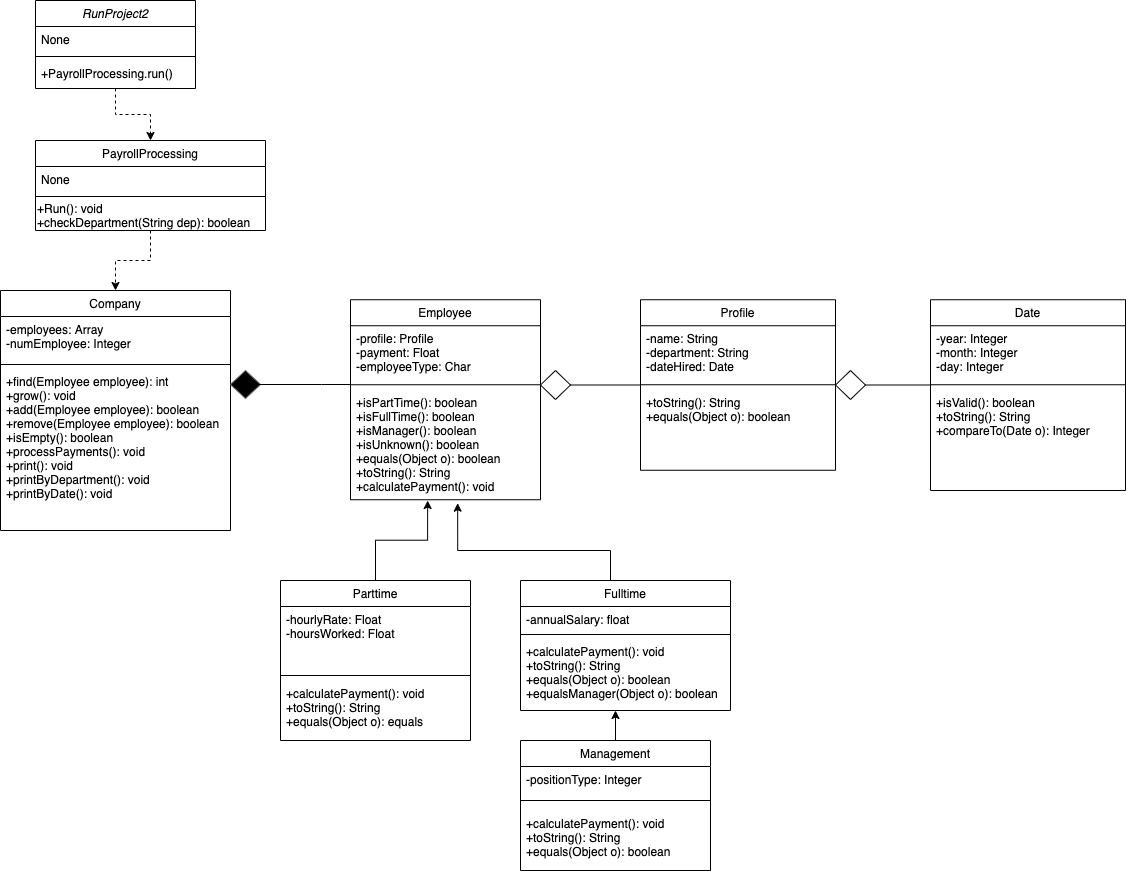 RunProject2
None
+PayrollProcessing.run()
PayrollProcessing
None
+Run(): void
+checkDepartment(String dep): boolean
Company
-employees: Array
-numEmployee: Integer
+find(Employee employee): int
+grow(): void
+add(Employee employee): boolean
+remove(Employee employee): boolean
+isEmpty(): boolean
+processPayments(): void
+print(): void
+printByDepartment(): void
+printByDate(): void
Employee
-profile: Profile
-payment: Float
-employeeType: Char
+isPartTime(): boolean
+isFullTime(): boolean
+isManager(): boolean
+isUnknown(): boolean
+equals(Object o): boolean
+toString(): String
+calculatePayment(): void
Profile
-name: String
-department: String
-dateHired: Date
+toString(): String
+equals(Object o): boolean
Date
-year: Integer
-month: Integer
-day: Integer
+isValid(): boolean
+toString(): String
+compareTo(Date o): Integer
Parttime
-hourlyRate: Float
-hoursWorked: Float
+calculatePayment(): void
+toString(): String
+equals(Object o): equals
Fulltime
-annualSalary: float
+calculatePayment(): void
+toString(): String
+equals(Object o): boolean
+equalsManager(Object o): boolean
Management
-positionType: Integer
+calculatePayment(): void
+toString(): String
+equals(Object o): boolean